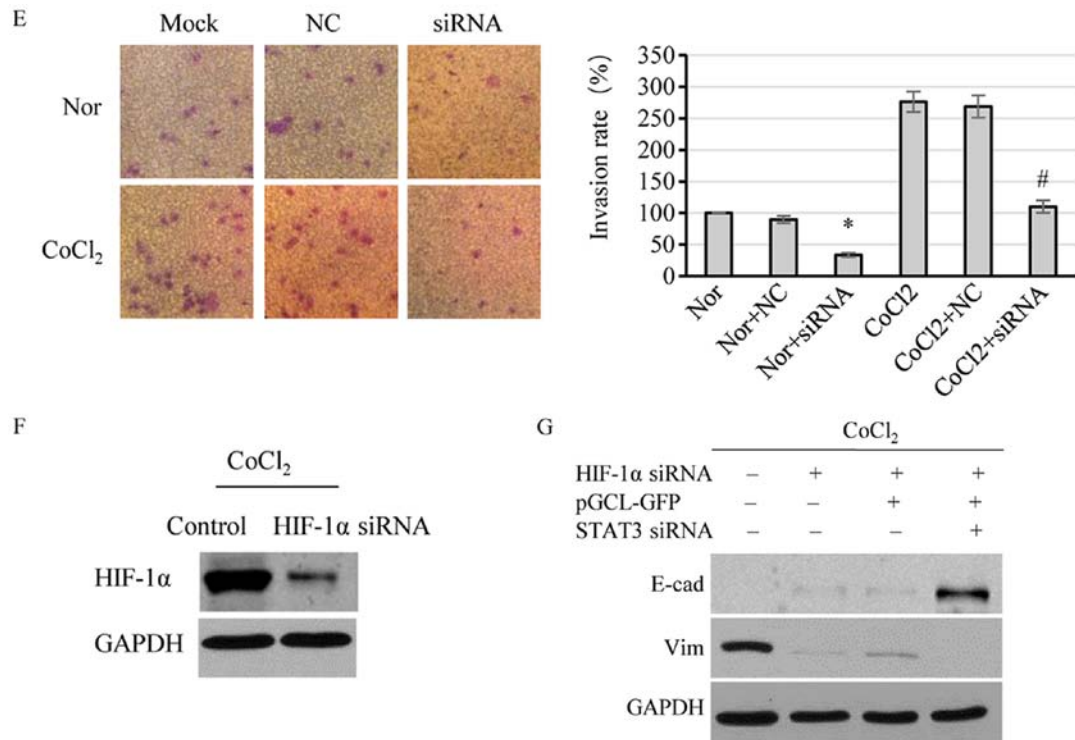 E
Mock NC siRNA
Nor
CoCl₂
Invasion rate (%)
350
300
250
200
150
100
50
0
*
#
Nor
Nor+NC
Nor+siRNA
CoCl2
CoCl2+NC
CoCl2+siRNA
F
CoCl₂
Control HIF-1α siRNA
HIF-1α
GAPDH
G
CoCl₂
HIF-1α siRNA – + + +
pGCL-GFP – – + +
STAT3 siRNA – – – +
E-cad
Vim
GAPDH